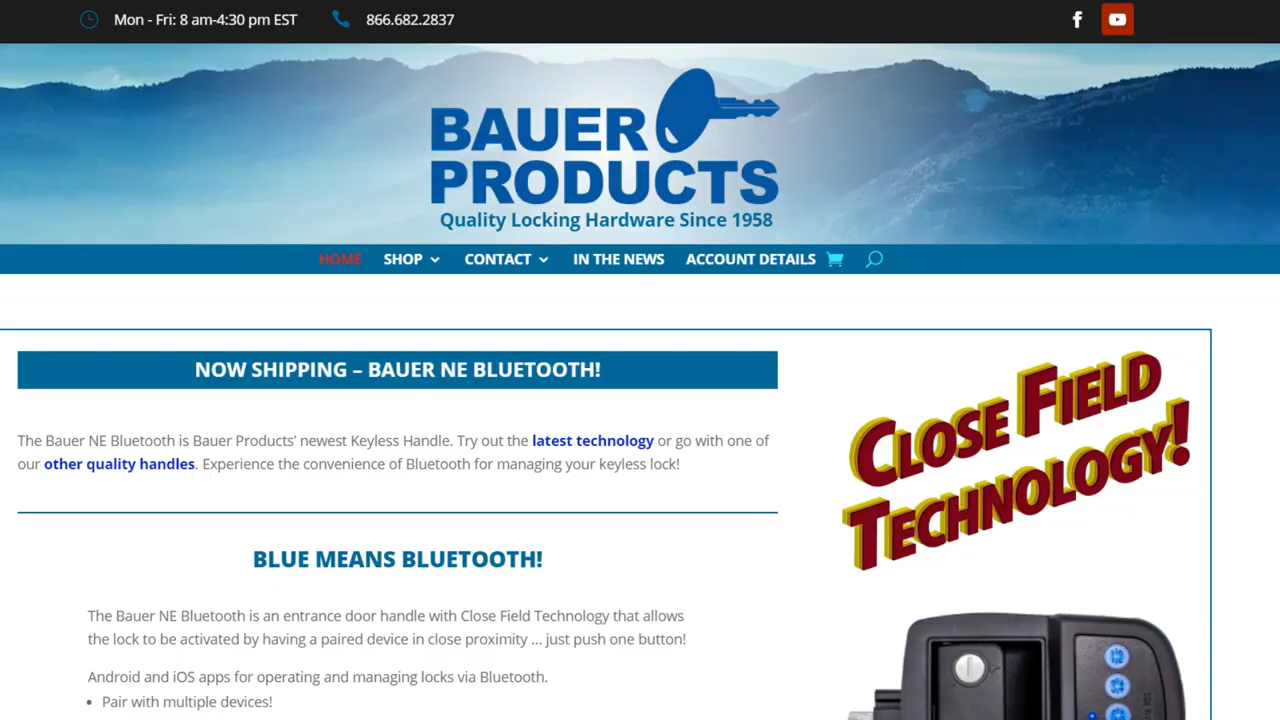 Mon - Fri: 8 am-4:30 pm EST
866.682.2837
BAUER
PRODUCTS
Quality Locking Hardware Since 1958
HOME SHOP CONTACT IN THE NEWS ACCOUNT DETAILS
NOW SHIPPING – BAUER NE BLUETOOTH!
The Bauer NE Bluetooth is Bauer Products’ newest Keyless Handle. Try out the latest technology or go with one of
our other quality handles. Experience the convenience of Bluetooth for managing your keyless lock!
BLUE MEANS BLUETOOTH!
The Bauer NE Bluetooth is an entrance door handle with Close Field Technology that allows
the lock to be activated by having a paired device in close proximity … just push one button!
Android and iOS apps for operating and managing locks via Bluetooth.
• Pair with multiple devices!
CLOSE FIELD
TECHNOLOGY!